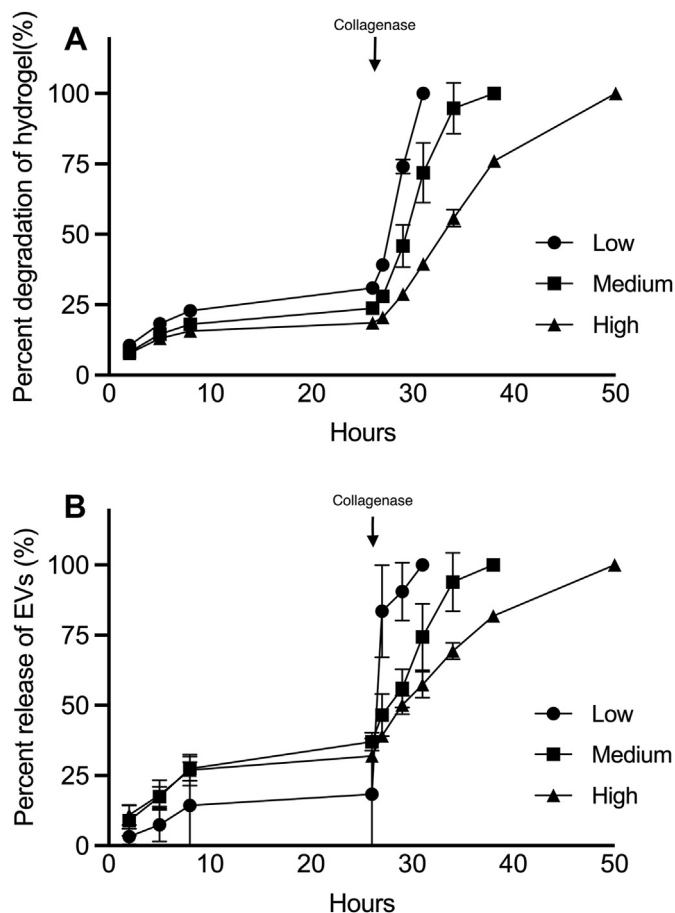 A
Collagenase
Percent degradation of hydrogel(%)
100
75
50
25
0
Low
Medium
High
0 10 20 30 40 50
Hours
B
Collagenase
Percent release of EVs (%)
100
75
50
25
0
Low
Medium
High
0 10 20 30 40 50
Hours